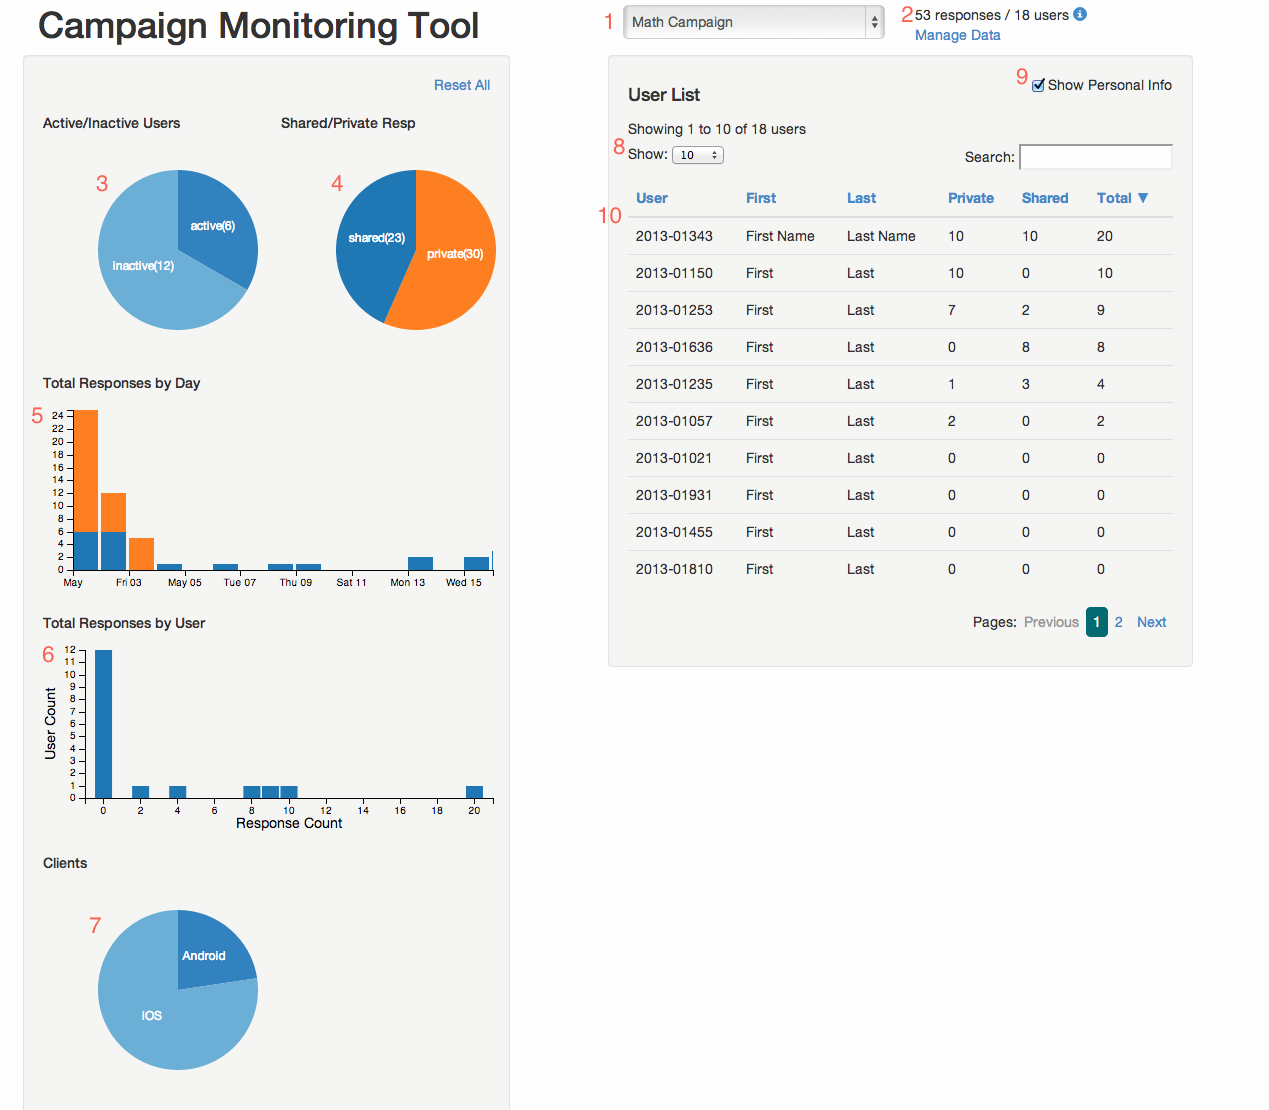 Campaign Monitoring Tool
1 Math Campaign
2 53 responses / 18 users
Manage Data
Reset All
Active/Inactive Users Shared/Private Resp
3 active(6) inactive(12)
4 shared(23) private(30)
Total Responses by Day
5
24
22
20
18
16
14
12
10
8
6
4
2
0
May Fri 03 May 05 Tue 07 Thu 09 Sat 11 Mon 13 Wed 15
Total Responses by User
6
User Count
12
11
10
9
8
7
6
5
4
3
2
1
0
0 2 4 6 8 10 12 14 16 18 20
Response Count
Clients
7
Android
iOS
9 Show Personal Info
User List
Showing 1 to 10 of 18 users
8 Show: 10 Search:
User First Last Private Shared Total ▼
10
2013-01343 First Name Last Name 10 10 20
2013-01150 First Last 10 0 10
2013-01253 First Last 7 2 9
2013-01636 First Last 0 8 8
2013-01235 First Last 1 3 4
2013-01057 First Last 2 0 2
2013-01021 First Last 0 0 0
2013-01931 First Last 0 0 0
2013-01455 First Last 0 0 0
2013-01810 First Last 0 0 0
Pages: Previous 1 2 Next